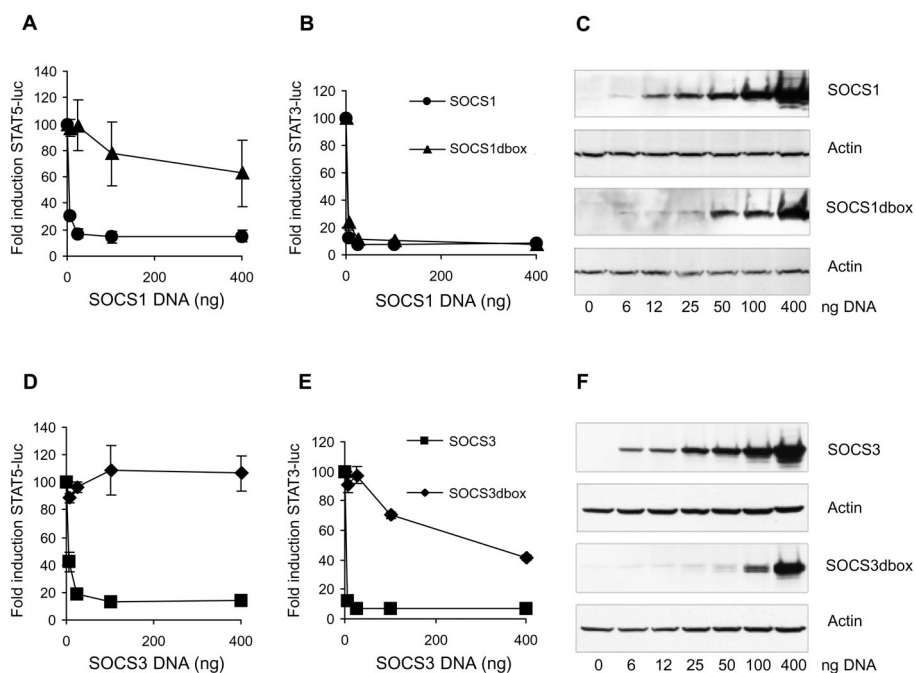 A
Fold induction STAT5-luc
140
120
100
80
60
40
20
0
0 200 400
SOCS1 DNA (ng)
B
Fold induction STAT3-luc
120
100
80
60
40
20
0
0 200 400
SOCS1 DNA (ng)
SOCS1
SOCS1dbox
C
SOCS1
Actin
SOCS1dbox
Actin
0 6 12 25 50 100 400 ng DNA
D
Fold induction STAT5-luc
140
120
100
80
60
40
20
0
0 200 400
SOCS3 DNA (ng)
E
Fold induction STAT3-luc
120
100
80
60
40
20
0
0 200 400
SOCS3 DNA (ng)
SOCS3
SOCS3dbox
F
SOCS3
Actin
SOCS3dbox
Actin
0 6 12 25 50 100 400 ng DNA